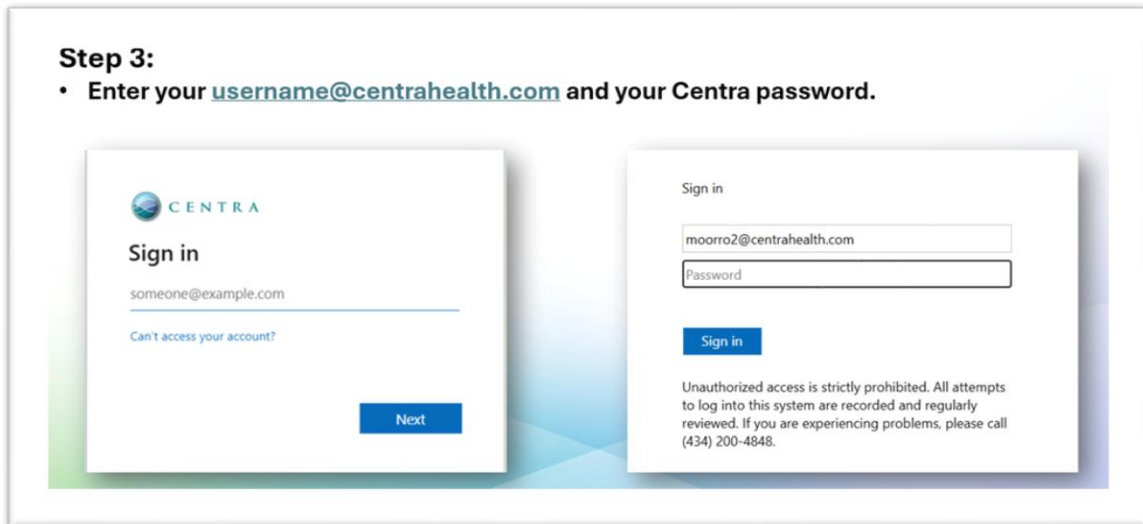 Step 3:
• Enter your username@centrahealth.com and your Centra password.
CENTRA
Sign in
someone@example.com
Can't access your account?
Next
Sign in
moorro2@centrahealth.com
Password
Sign in
Unauthorized access is strictly prohibited. All attempts
to log into this system are recorded and regularly
reviewed. If you are experiencing problems, please call
(434) 200-4848.